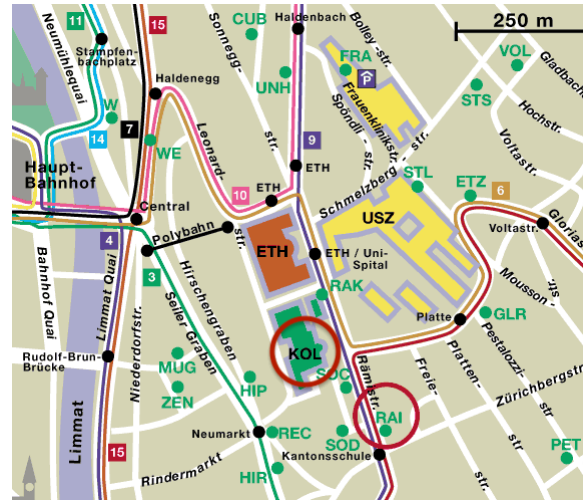 11
15
CUB
Haldenbach
Bolley-str.
250 m
Neumühlequai
Stampfen-
bachplatz
Sonnegg-
str.
FRA
P
VOL
Gladbach
UNH
STS
Haldenegg
Frauenklinikstr.
Spöndli-
str.
Hochstr.
Voltastr.
W
7
14
WE
Leonard-
str.
9
ETH
Schmelzberg-
str.
STL
Haupt-
Bahnhof
10
ETH
ETZ
6
Central
USZ
Voltastr.
Glorias
4
Polybahn
ETH
ETH / Uni-
Spital
Bahnhof Quai
Limmat Quai
3
Hirschengraben
RAK
Mousson-
str.
Niederdorfstr.
Seiler Graben
Platte
GLR
Rudolf-Brun-
Brücke
MUG
KOL
Rämistr.
Platten-
str
Pestalozzi-
str
ZEN
HIP
SUC
Freie-
str
Zürichbergstr
Limmat
Neumarkt
REC
SOD
RAI
PET
15
Rindermarkt
HIR
Kantonsschule